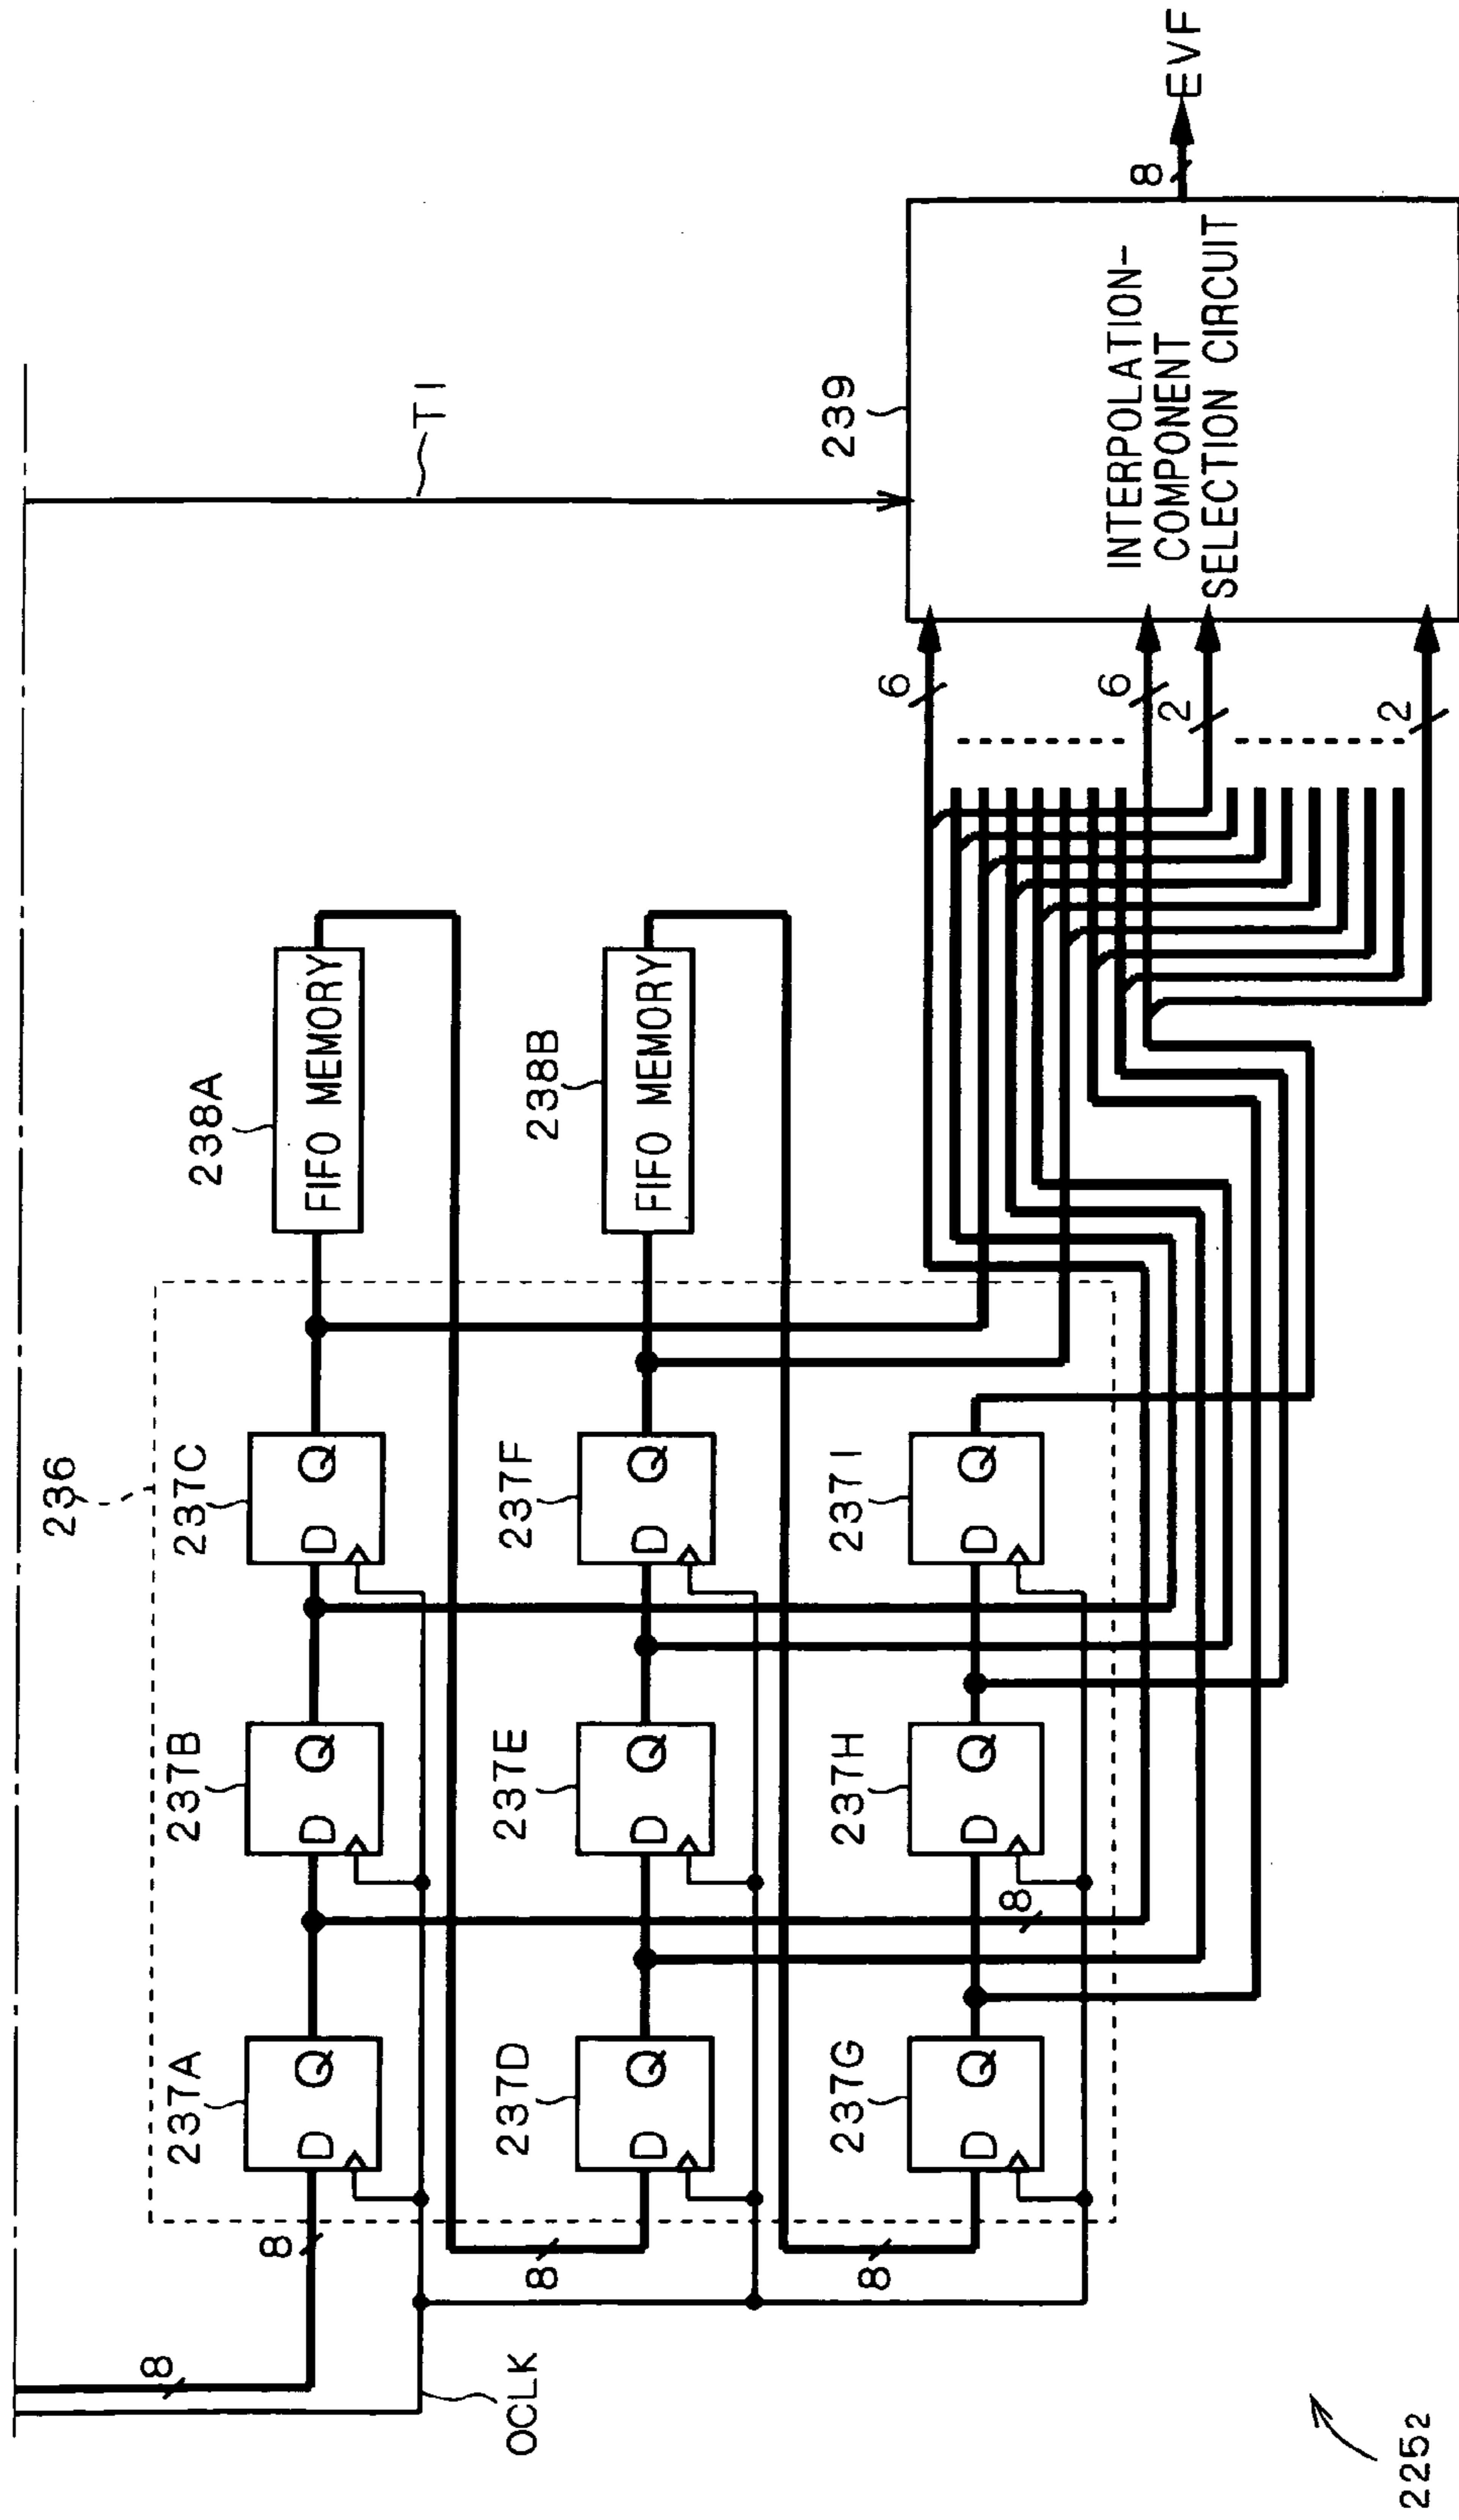 236
237A
237B
237C
238A
D Q
D Q
D Q
FIFO MEMORY
8
8
T1
OCLK
237D
237E
237F
238B
D Q
D Q
D Q
FIFO MEMORY
8
237G
237H
237I
239
D Q
D Q
D Q
8
8
6
6
2
2
INTERPOLATION-
COMPONENT
SELECTION CIRCUIT
8
EVF
225₂